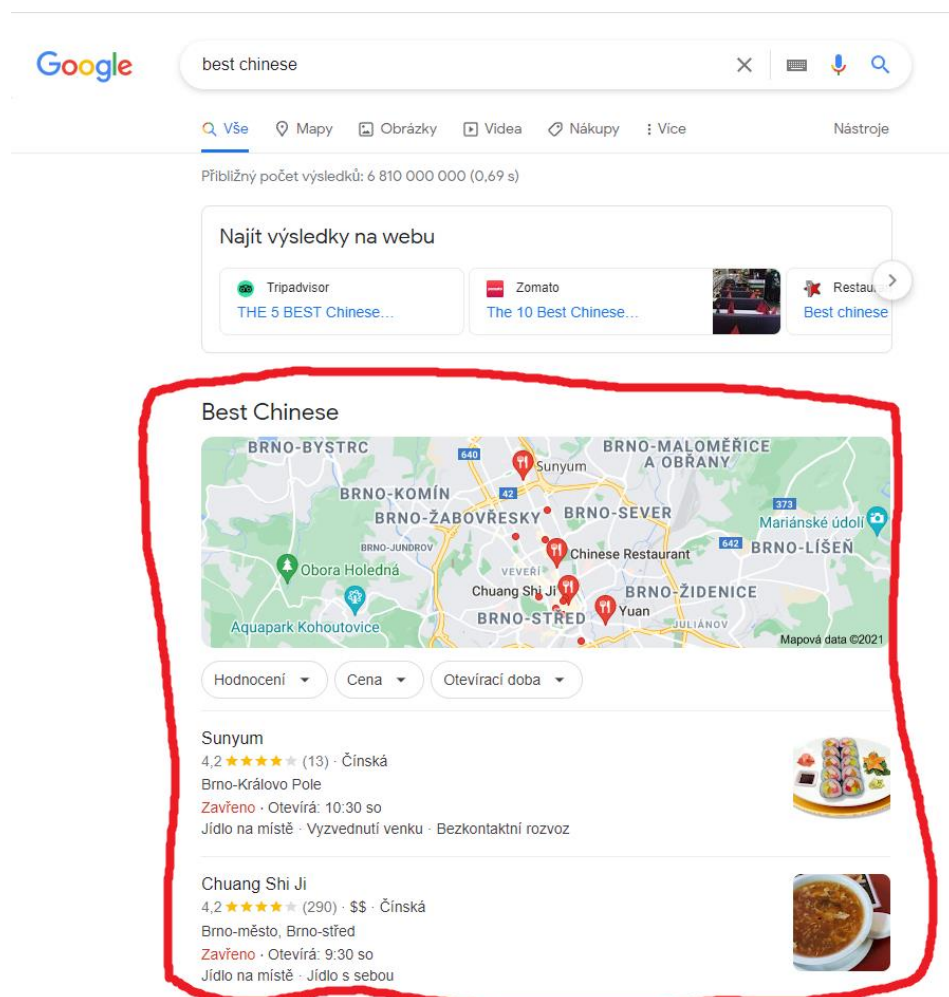 Google
best chinese
Vše Mapy Obrázky Videa Nákupy Více Nástroje
Přibližný počet výsledků: 6 810 000 000 (0,69 s)
Najít výsledky na webu
Tripadvisor
THE 5 BEST Chinese...
Zomato
The 10 Best Chinese...
Best chinese
Best Chinese
BRNO-BYSTRC
640
Sunyum
BRNO-MALOMĚŘICE
A OBŘANY
BRNO-KOMÍN
42
373
BRNO-ŽABOVŘESKY
BRNO-SEVER
Mariánské údolí
BRNO-JUNDROV
Chinese Restaurant
642
BRNO-LÍŠEŇ
Obora Holedná
VEVEŘÍ
Chuang Shi Ji
BRNO-ŽIDENICE
BRNO-STŘED
Yuan
JULIÁNOV
Aquapark Kohoutovice
Mapová data ©2021
Hodnocení Cena Otevírací doba
Sunyum
4,2 ★★★★★ (13) · Čínská
Brno-Královo Pole
Zavřeno · Otevírá: 10:30 so
Jídlo na místě · Vyzvednutí venku · Bezkontaktní rozvoz
Chuang Shi Ji
4,2 ★★★★★ (290) · $$ · Čínská
Brno-město, Brno-střed
Zavřeno · Otevírá: 9:30 so
Jídlo na místě · Jídlo s sebou